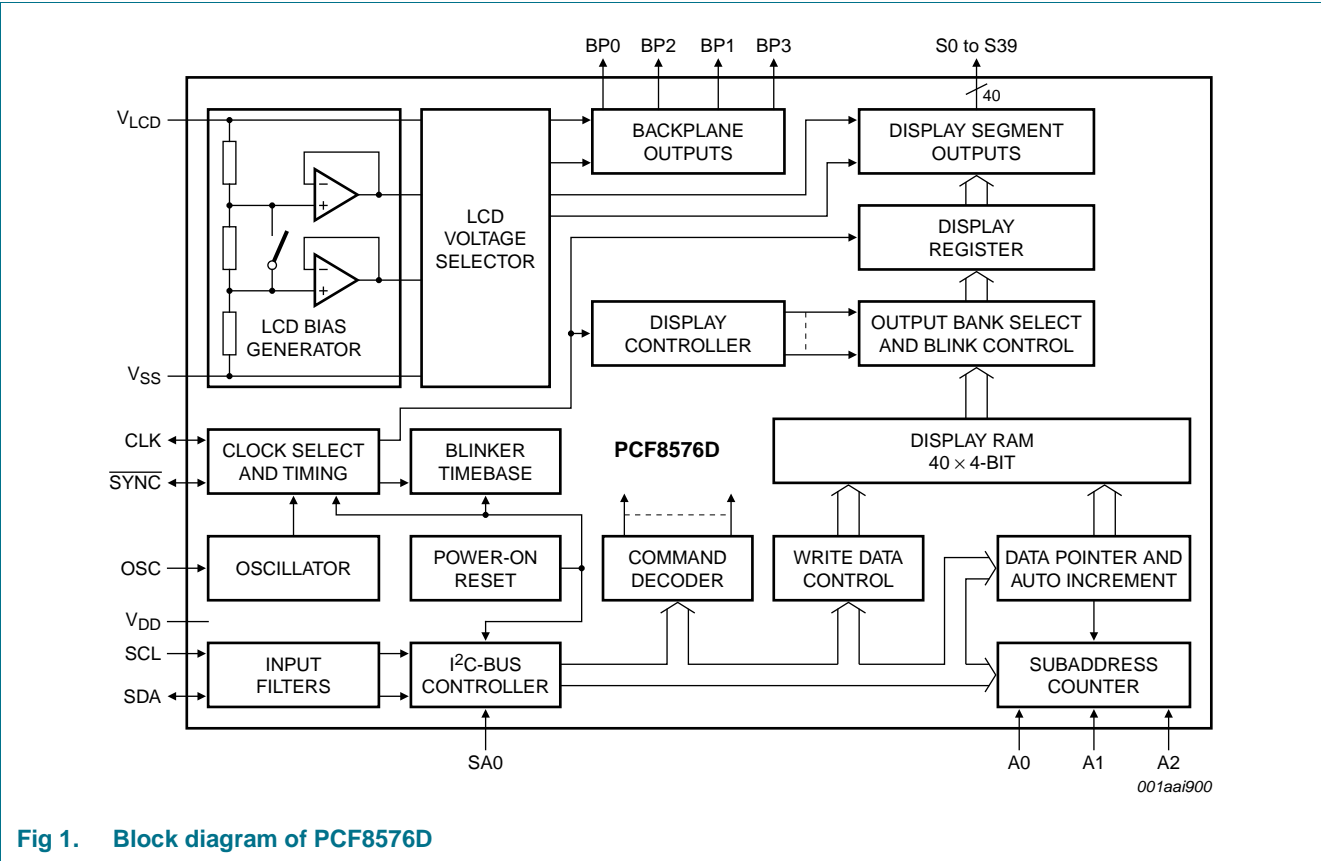 BP0 BP2 BP1 BP3 S0 to S39
40
VLCD
BACKPLANE
OUTPUTS
DISPLAY SEGMENT
OUTPUTS
−
+
LCD
VOLTAGE
SELECTOR
DISPLAY
REGISTER
−
+
LCD BIAS
GENERATOR
DISPLAY
CONTROLLER
OUTPUT BANK SELECT
AND BLINK CONTROL
VSS
CLK
SYNC
CLOCK SELECT
AND TIMING
BLINKER
TIMEBASE
PCF8576D
DISPLAY RAM
40 × 4-BIT
OSC
OSCILLATOR
POWER-ON
RESET
COMMAND
DECODER
WRITE DATA
CONTROL
DATA POINTER AND
AUTO INCREMENT
VDD
SCL
SDA
INPUT
FILTERS
I2C-BUS
CONTROLLER
SUBADDRESS
COUNTER
SA0 A0 A1 A2
001aai900
Fig 1. Block diagram of PCF8576D